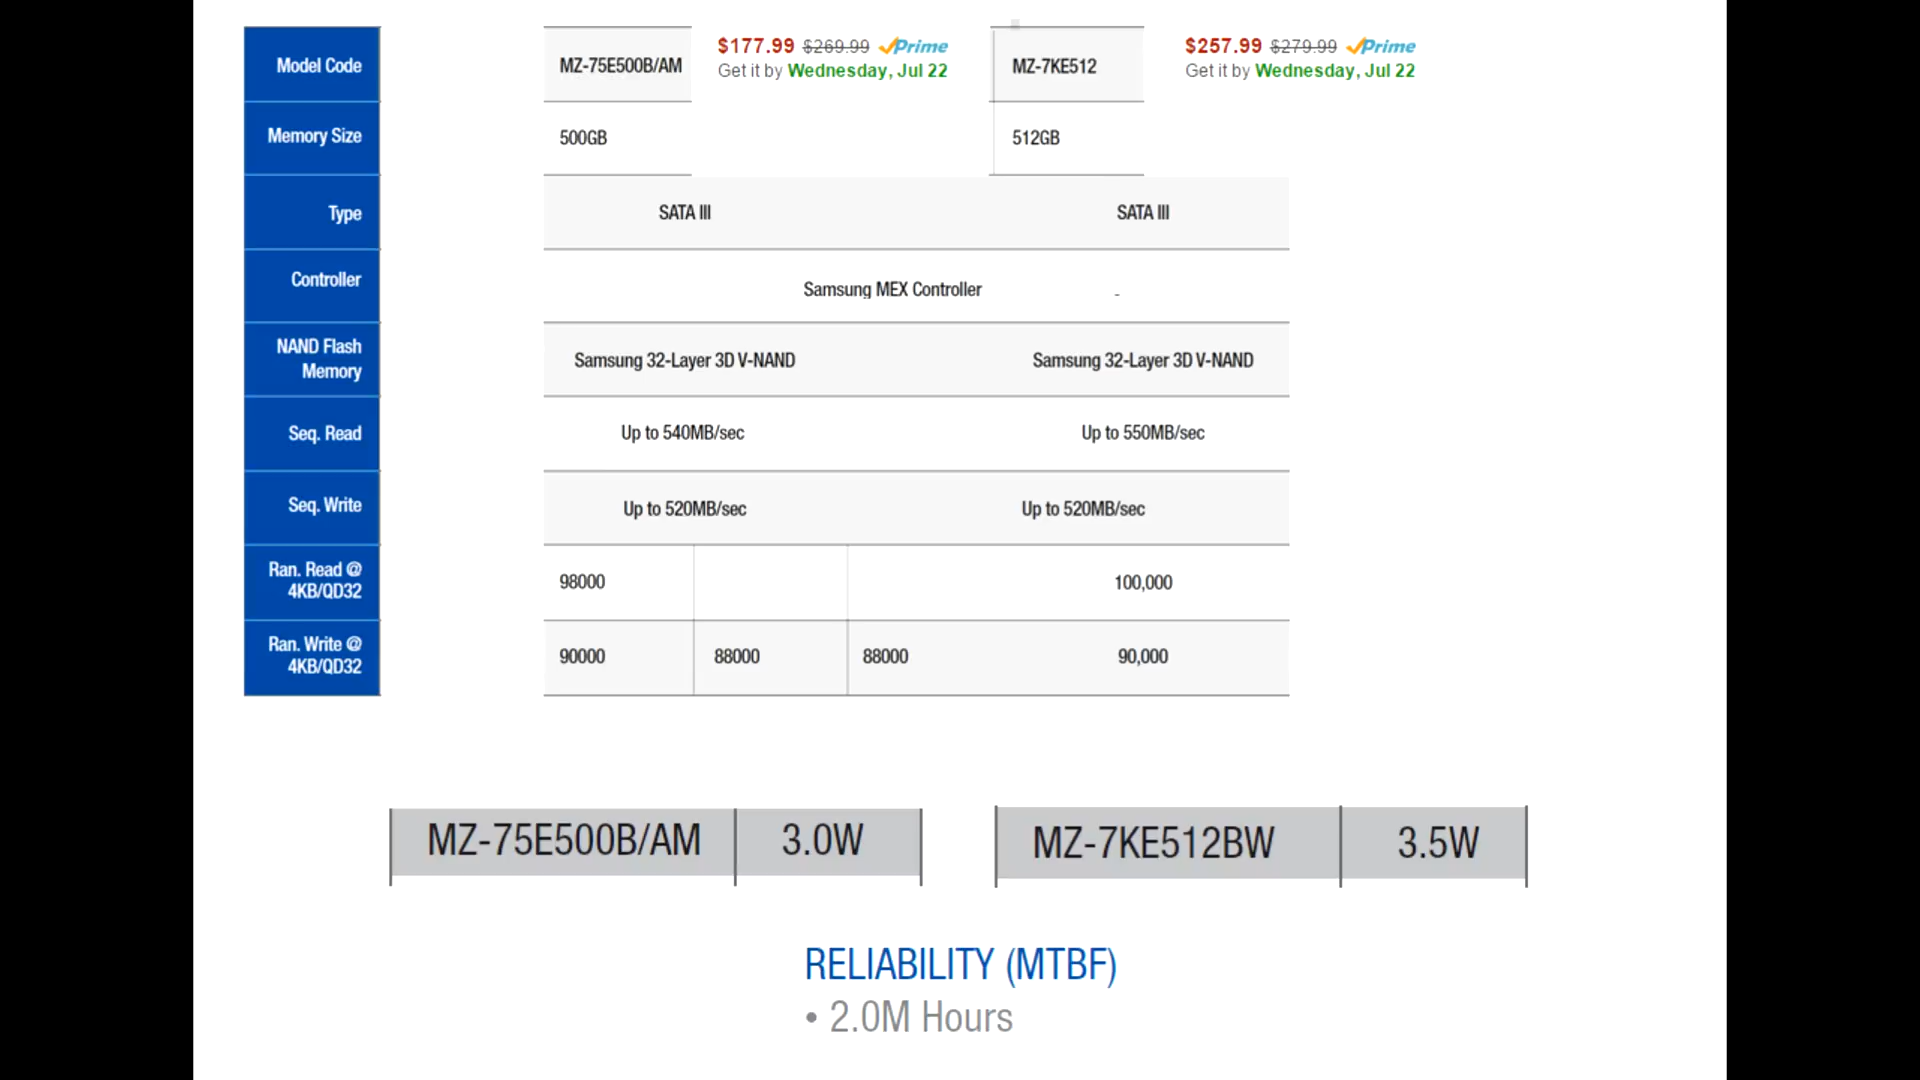 Model Code MZ-75E500B/AM $177.99 $269.99 Prime MZ-7KE512 $257.99 $279.99 Prime
Get it by Wednesday, Jul 22 Get it by Wednesday, Jul 22
Memory Size 500GB 512GB
Type SATA III SATA III
Controller Samsung MEX Controller -
NAND Flash Memory Samsung 32-Layer 3D V-NAND Samsung 32-Layer 3D V-NAND
Seq. Read Up to 540MB/sec Up to 550MB/sec
Seq. Write Up to 520MB/sec Up to 520MB/sec
Ran. Read @ 4KB/QD32 98000 100,000
Ran. Write @ 4KB/QD32 90000 88000 88000 90,000
MZ-75E500B/AM 3.0W MZ-7KE512BW 3.5W
RELIABILITY (MTBF)
• 2.0M Hours